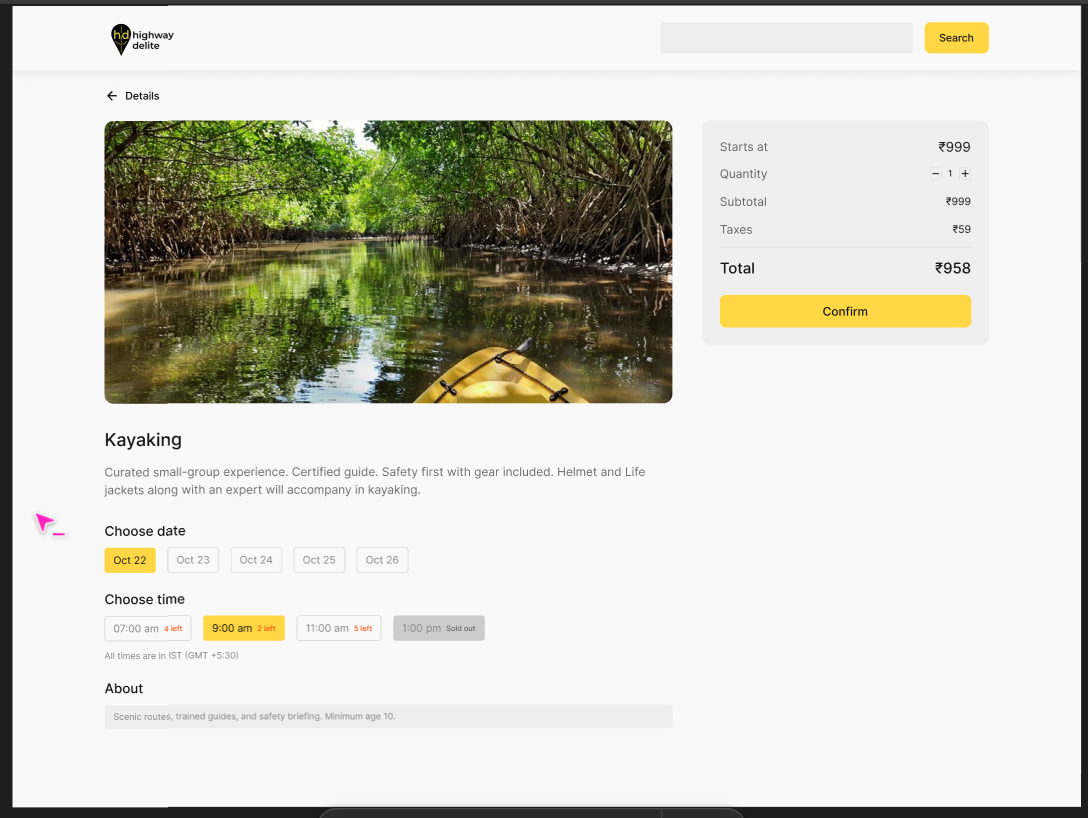 hd highway
delite
Search
Details
Starts at ₹999
Quantity 1
Subtotal ₹999
Taxes ₹59
Total ₹958
Confirm
Kayaking
Curated small-group experience. Certified guide. Safety first with gear included. Helmet and Life
jackets along with an expert will accompany in kayaking.
Choose date
Oct 22 Oct 23 Oct 24 Oct 25 Oct 26
Choose time
07:00 am 4 left 9:00 am 2 left 11:00 am 5 left 1:00 pm Sold out
All times are in IST (GMT +5:30)
About
Scenic routes, trained guides, and safety briefing. Minimum age 10.